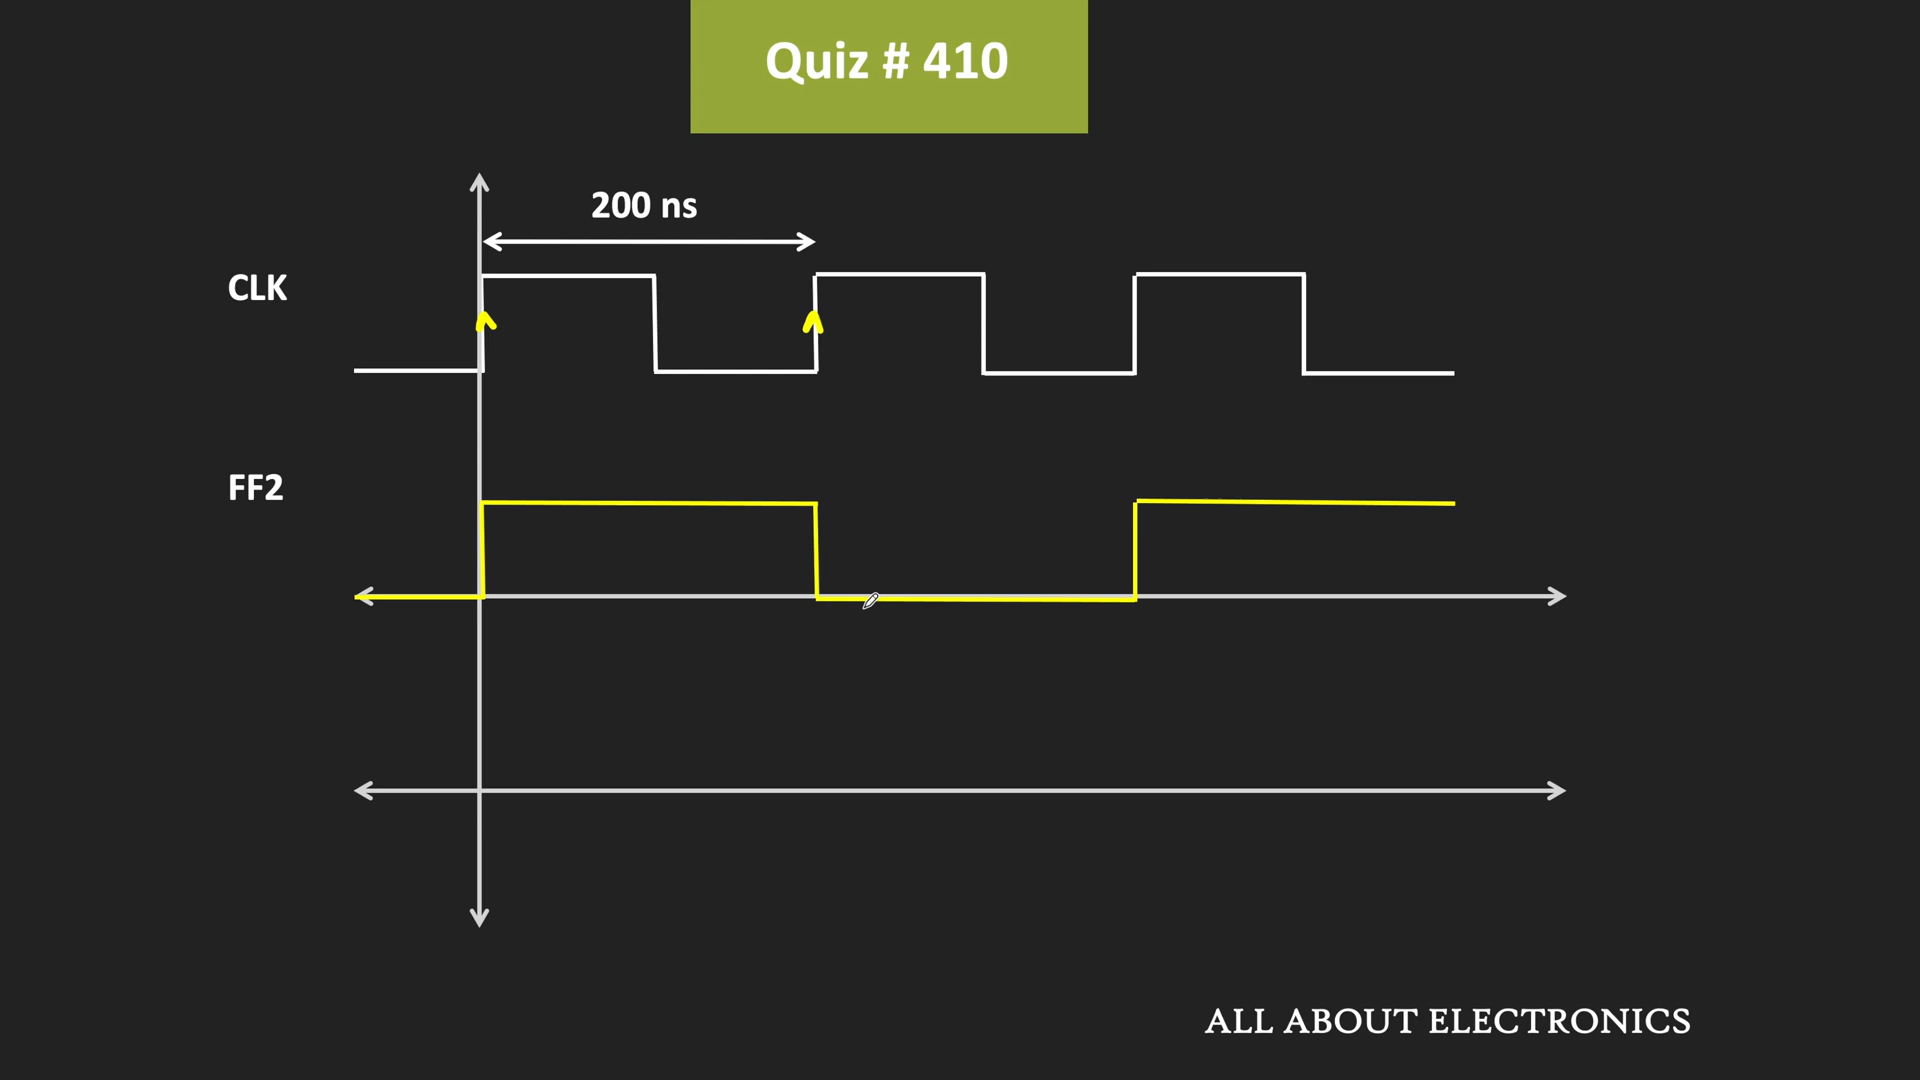 Quiz # 410
200 ns
CLK
FF2
ALL ABOUT ELECTRONICS